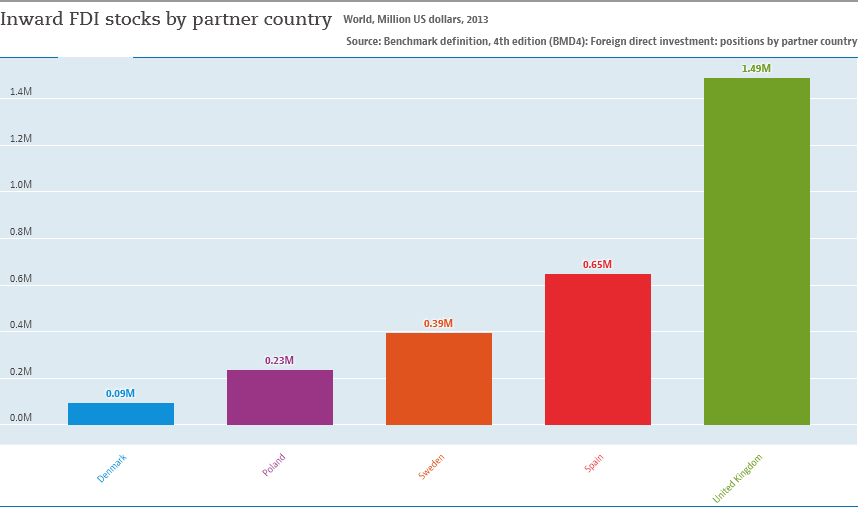 Inward FDI stocks by partner country World, Million US dollars, 2013
Source: Benchmark definition, 4th edition (BMD4): Foreign direct investment: positions by partner country
1.49M
1.4M
1.2M
1.0M
0.8M
0.65M
0.6M
0.39M
0.4M
0.23M
0.2M
0.09M
0.0M
Denmark
Poland
Sweden
Spain
United Kingdom